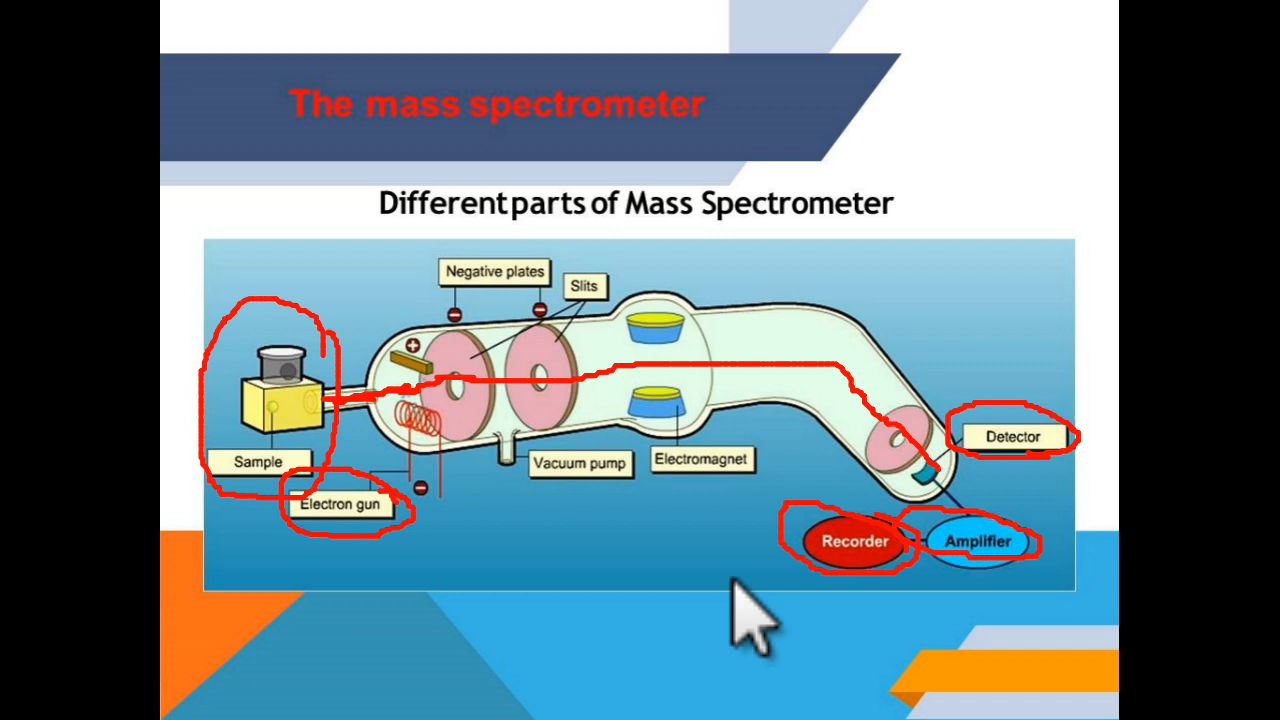 The mass spectrometer
Different parts of Mass Spectrometer
Negative plates
Slits
Sample
Electron gun
Vacuum pump
Electromagnet
Detector
Recorder
Amplifier